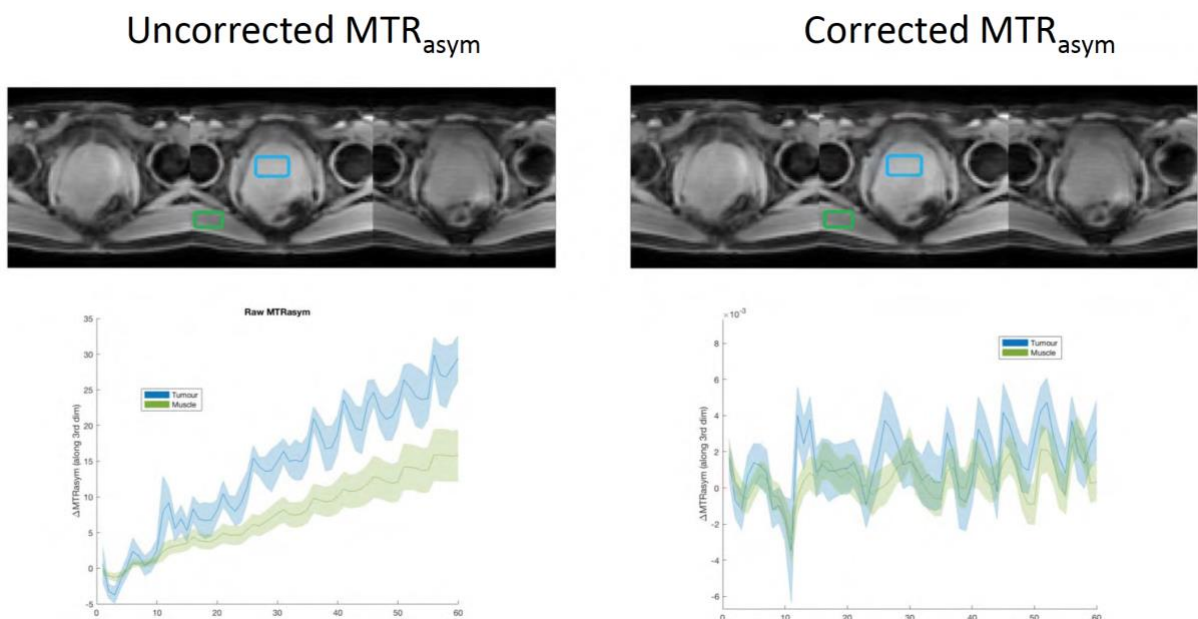 Uncorrected MTRasym
Corrected MTRasym
Raw MTRasym
35
30
25
20
15
10
5
0
-5
ΔMTRasym (along 3rd dim)
Tumour
Muscle
0 10 20 30 40 50 60
×10-3
8
6
4
2
0
-2
-4
-6
ΔMTRasym (along 3rd dim)
Tumour
Muscle
0 10 20 30 40 50 60